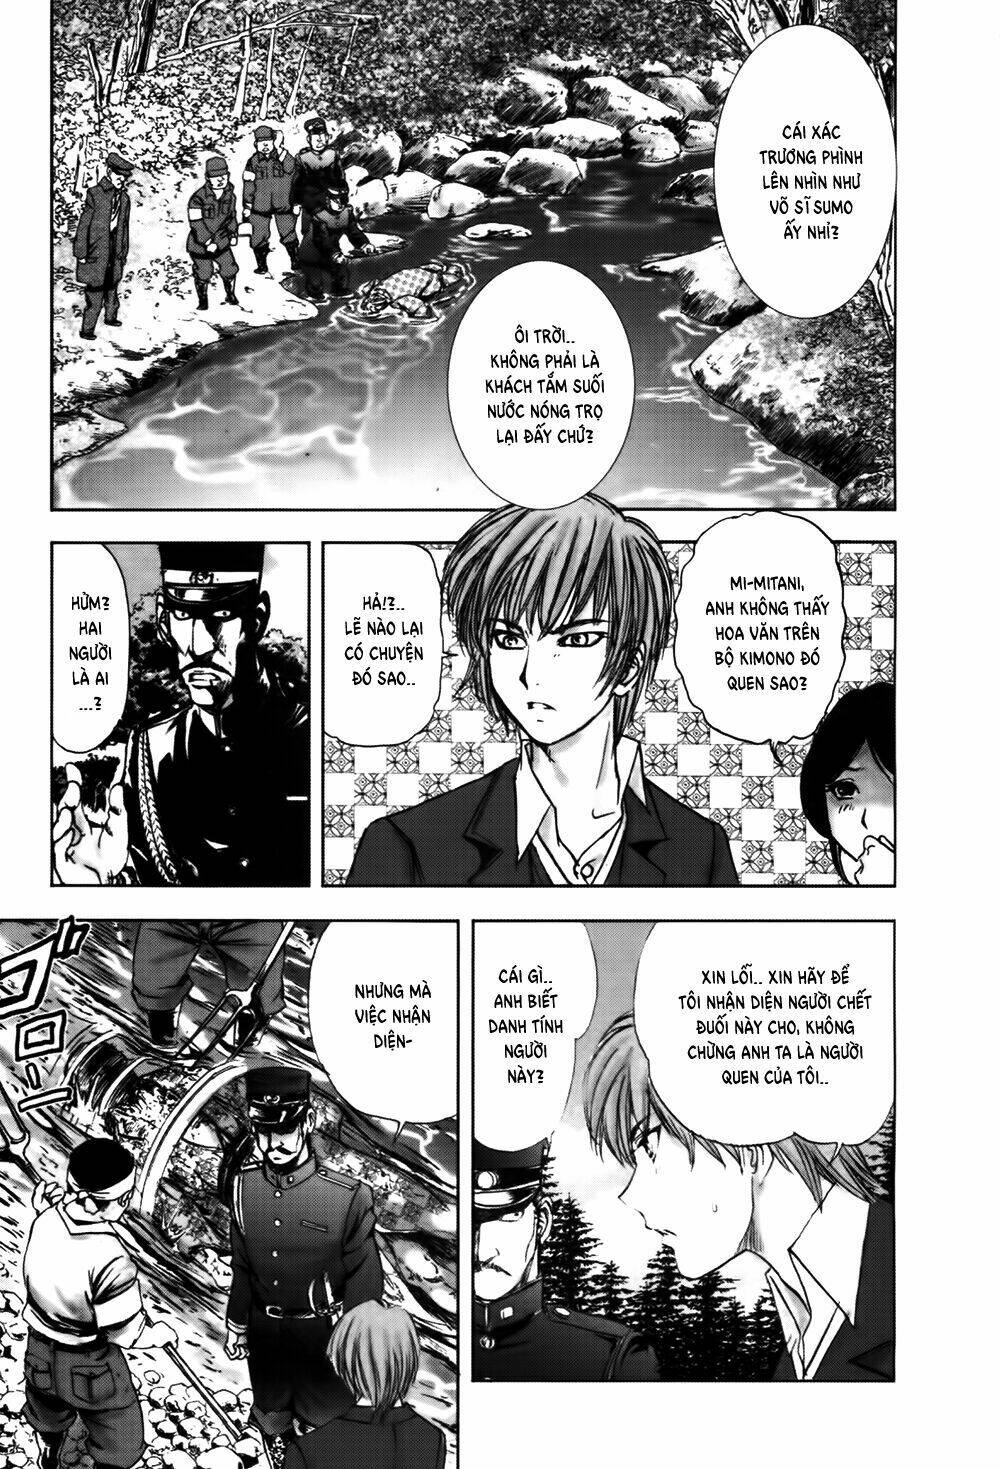 CÁI XÁC
TRƯƠNG PHÌNH
LÊN NHÌN NHƯ
VÕ SĨ SUMO
ẤY NHỈ?
ÔI TRỜI..
KHÔNG PHẢI LÀ
KHÁCH TẮM SUỐI
NƯỚC NÓNG TRỌ
LẠI ĐẤY CHỨ?
MI-MITANI,
ANH KHÔNG THẤY
HOA VĂN TRÊN
BỘ KIMONO ĐÓ
QUEN SAO?
HẢ!?..
LẼ NÀO LẠI
CÓ CHUYỆN
ĐÓ SAO..
HỬM?
HAI
NGƯỜI
LÀ AI
...?
XIN LỖI.. XIN HÃY ĐỂ
TÔI NHẬN DIỆN NGƯỜI CHẾT
ĐUỐI NÀY CHO, KHÔNG
CHỪNG ANH TA LÀ NGƯỜI
QUEN CỦA TÔI..
CÁI GÌ..
ANH BIẾT
DANH TÍNH
NGƯỜI
NÀY?
NHƯNG MÀ
VIỆC NHẬN
DIỆN-
ゴロー